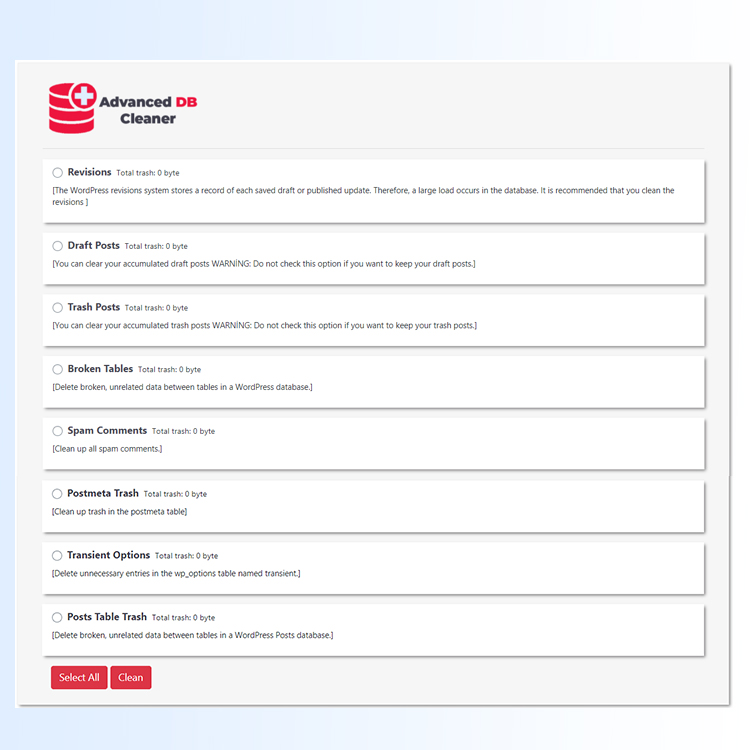 Advanced DB
Cleaner
Revisions Total trash: 0 byte
[The WordPress revisions system stores a record of each saved draft or published update. Therefore, a large load occurs in the database. It is recommended that you clean the
revisions ]
Draft Posts Total trash: 0 byte
[You can clear your accumulated draft posts WARNİNG: Do not check this option if you want to keep your draft posts.]
Trash Posts Total trash: 0 byte
[You can clear your accumulated trash posts WARNİNG: Do not check this option if you want to keep your trash posts.]
Broken Tables Total trash: 0 byte
[Delete broken, unrelated data between tables in a WordPress database.]
Spam Comments Total trash: 0 byte
[Clean up all spam comments.]
Postmeta Trash Total trash: 0 byte
[Clean up trash in the postmeta table]
Transient Options Total trash: 0 byte
[Delete unnecessary entries in the wp_options table named transient.]
Posts Table Trash Total trash: 0 byte
[Delete broken, unrelated data between tables in a WordPress Posts database.]
Select All Clean